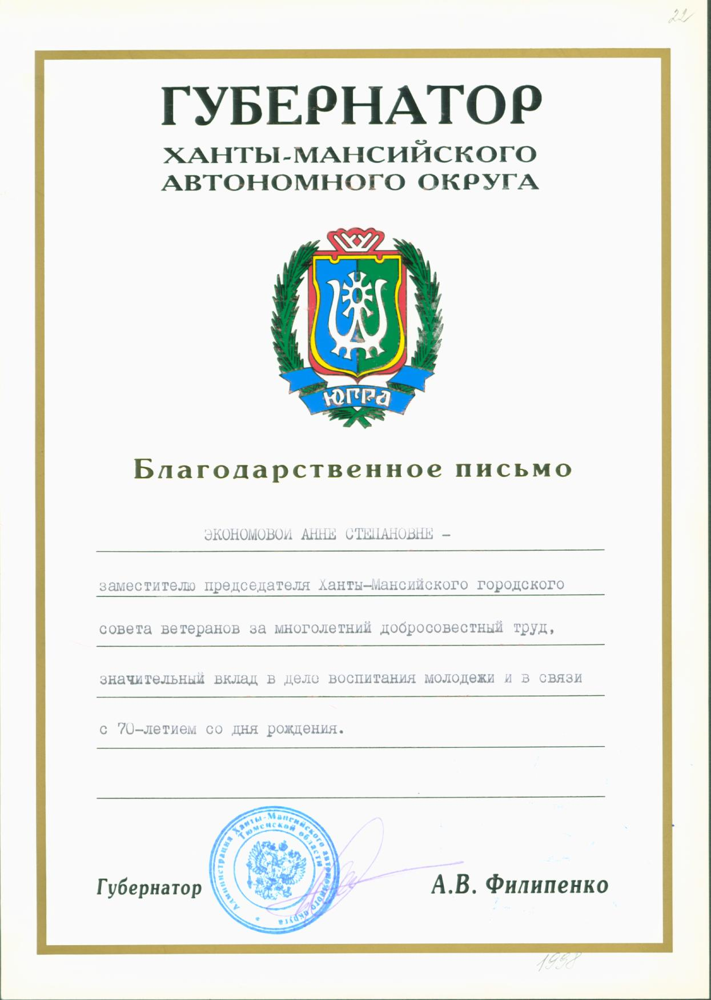 22
ГУБЕРНАТОР
ХАНТЫ-МАНСИЙСКОГО
АВТОНОМНОГО ОКРУГА
ЮГРА
Благодарственное письмо
ЭКОНОМОВОЙ АННЕ СТЕПАНОВНЕ –
заместителю председателя Ханты-Мансийского городского
совета ветеранов за многолетний добросовестный труд,
значительный вклад в дело воспитания молодежи и в связи
с 70-летием со дня рождения.
Администрация Ханты-Мансийского автономного округа *
Тюменской области
Губернатор
А.В. Филипенко
1998